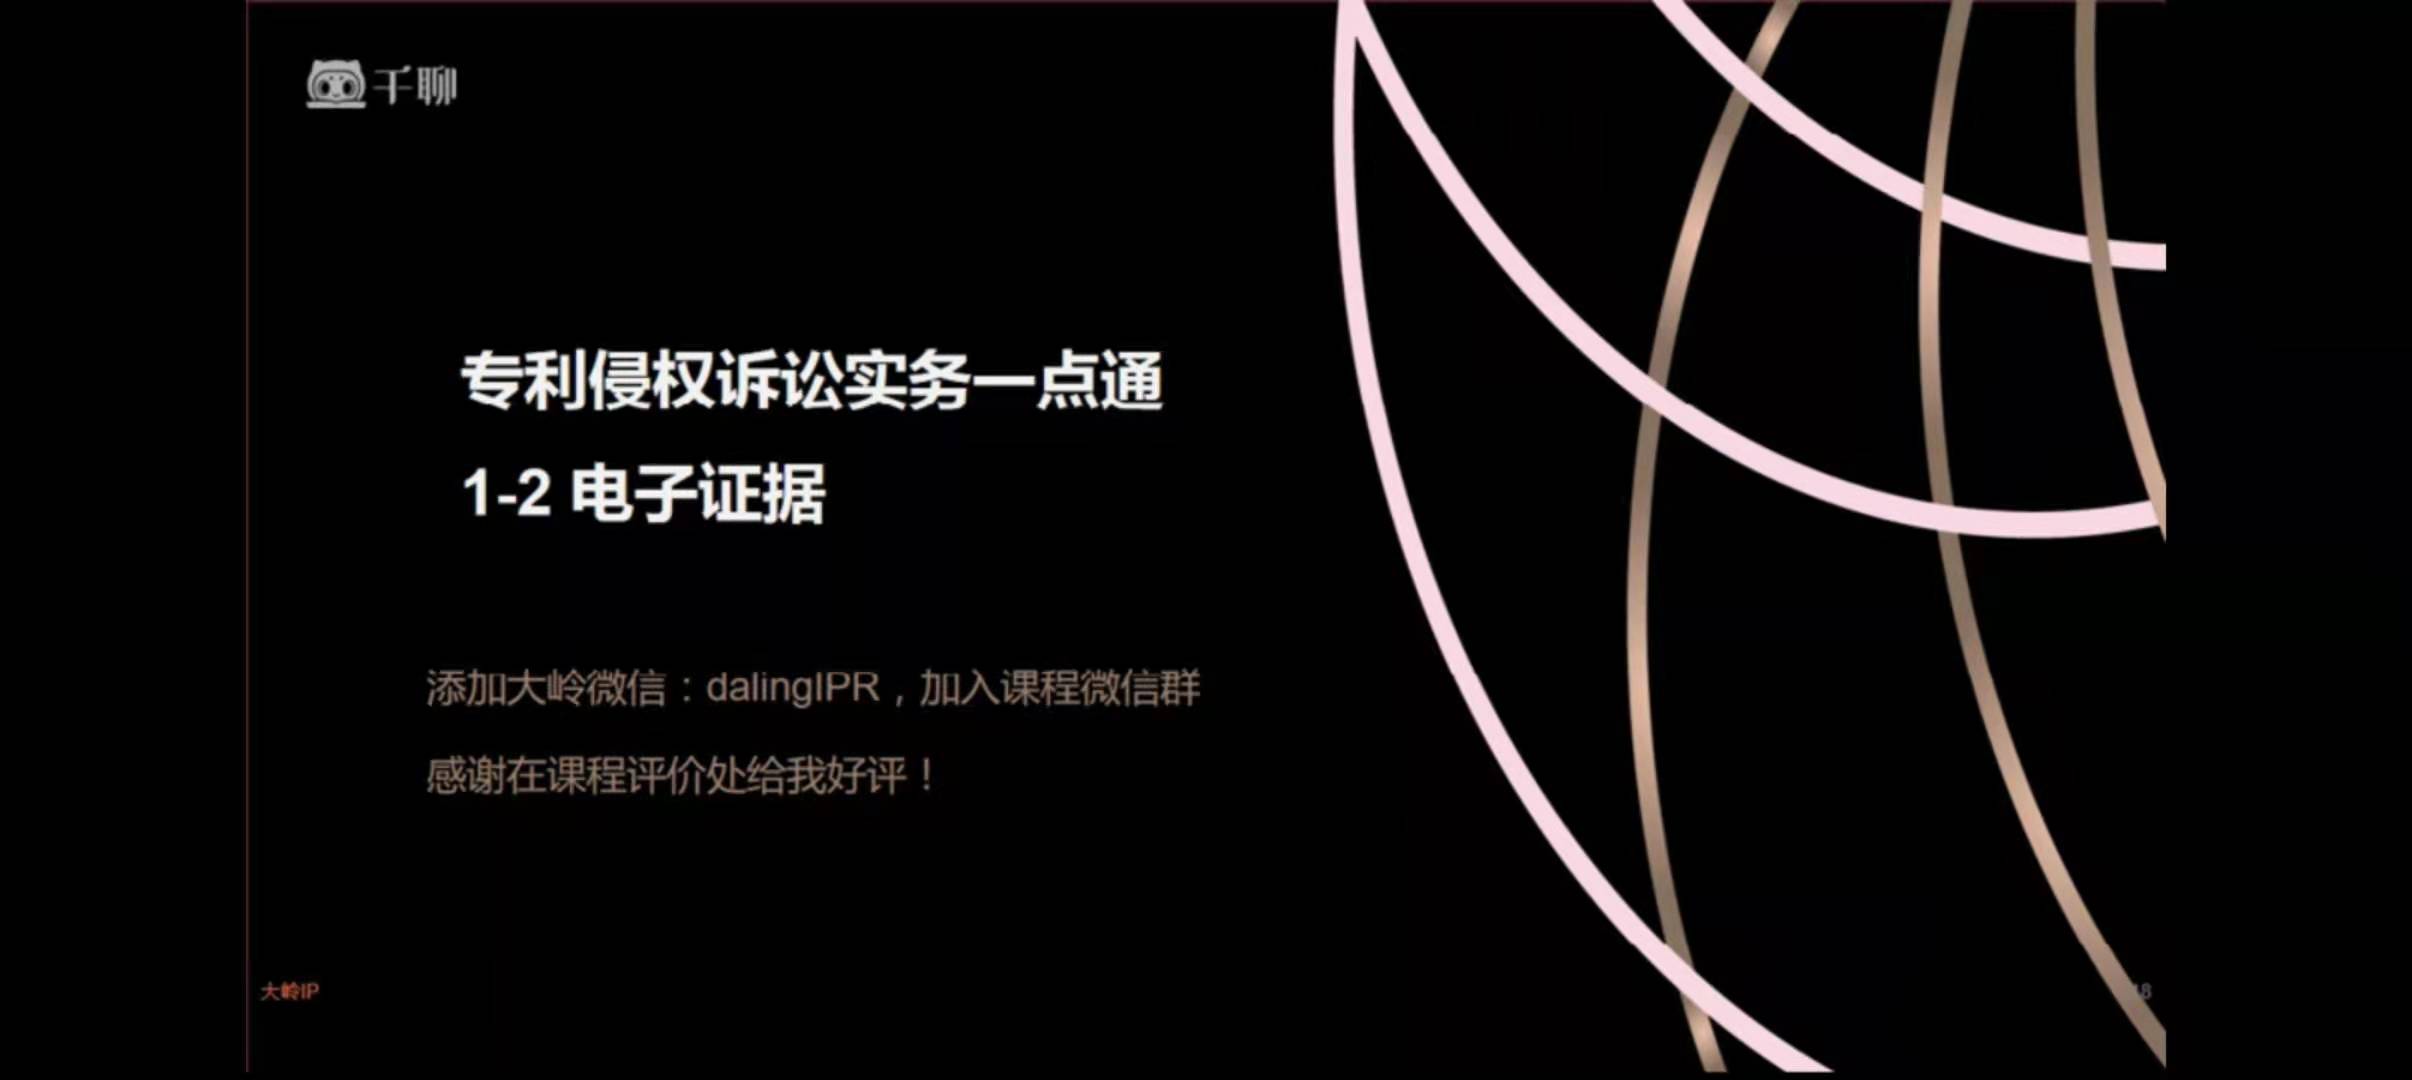 千聊
专利侵权诉讼实务一点通
1-2 电子证据
添加大岭微信：dalingIPR，加入课程微信群
感谢在课程评价处给我好评！
大岭IP